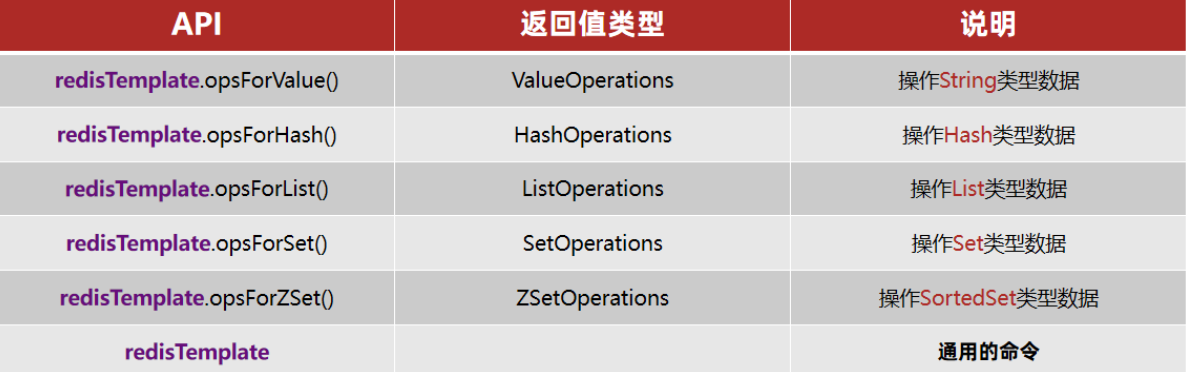 API 返回值类型 说明
redisTemplate.opsForValue() ValueOperations 操作String类型数据
redisTemplate.opsForHash() HashOperations 操作Hash类型数据
redisTemplate.opsForList() ListOperations 操作List类型数据
redisTemplate.opsForSet() SetOperations 操作Set类型数据
redisTemplate.opsForZSet() ZSetOperations 操作SortedSet类型数据
redisTemplate 通用的命令